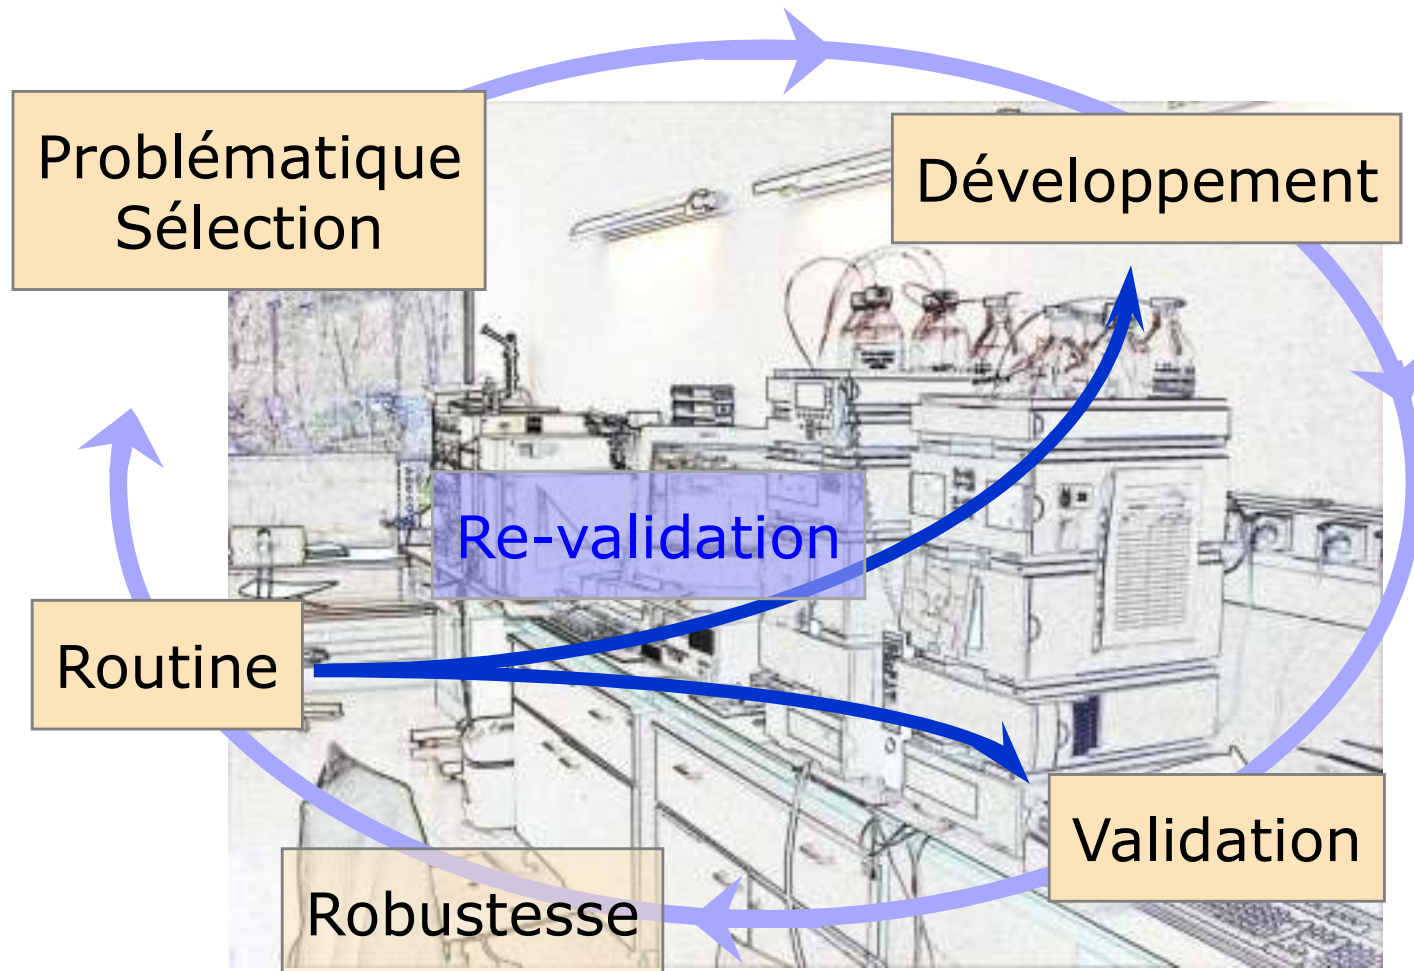 Problématique
Sélection
Développement
Re-validation
Routine
Validation
Robustesse